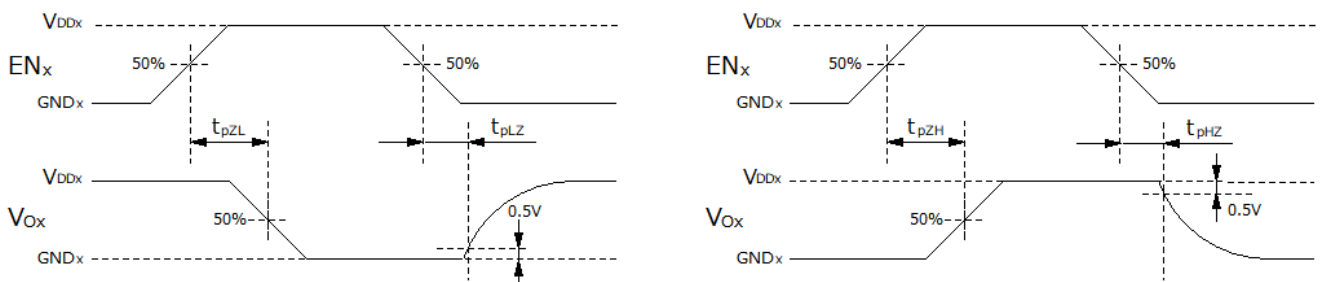 VDDx
ENx
50%
50%
GNDx
tpZL
tpLZ
VDDx
VOx
50%
0.5V
GNDx
VDDx
ENx
50%
50%
GNDx
tpZH
tpHZ
VDDx
VOx
50%
0.5V
GNDx